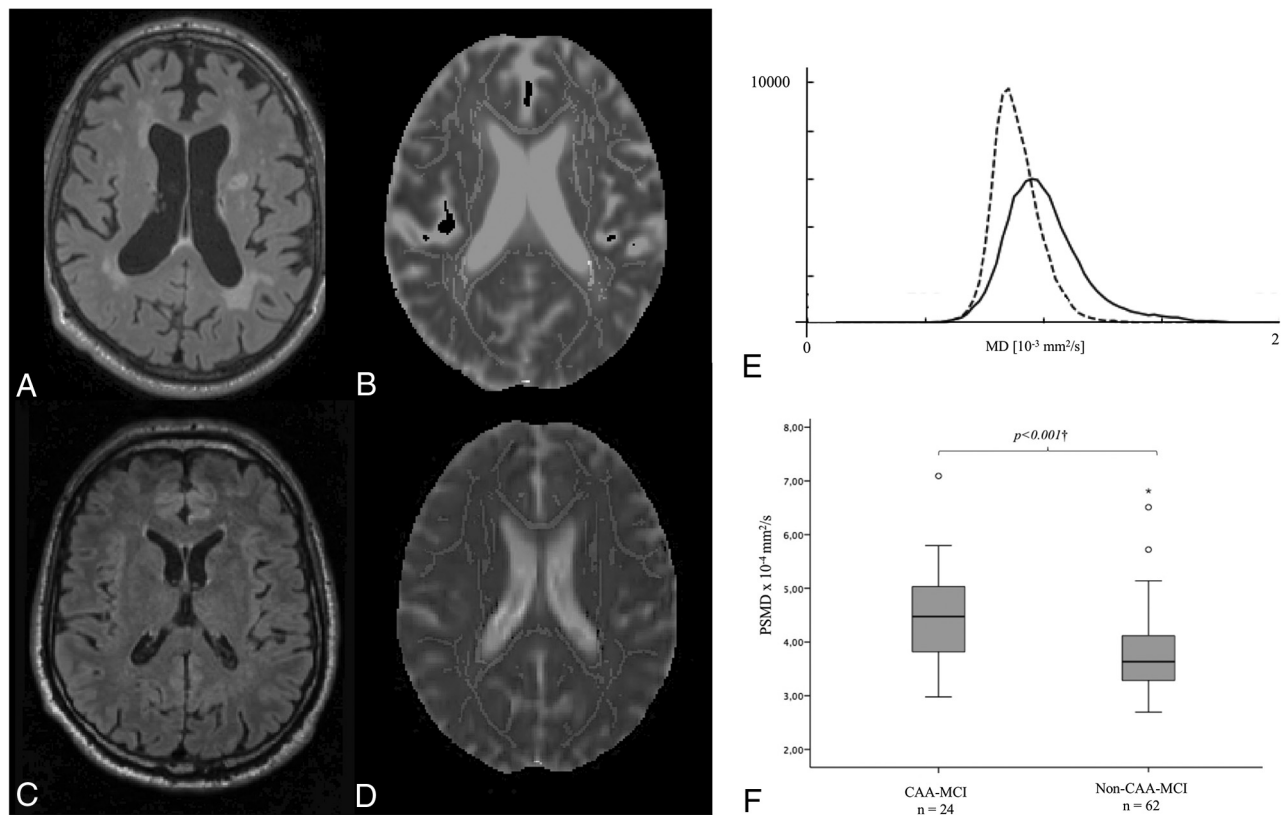 A
B
C
D
10000
0
MD [10⁻³ mm²/s]
2
E
8,00
7,00
6,00
5,00
4,00
3,00
2,00
PSMD x 10⁻⁴ mm²/s
p<0.001†
*
CAA-MCI
n = 24
Non-CAA-MCI
n = 62
F